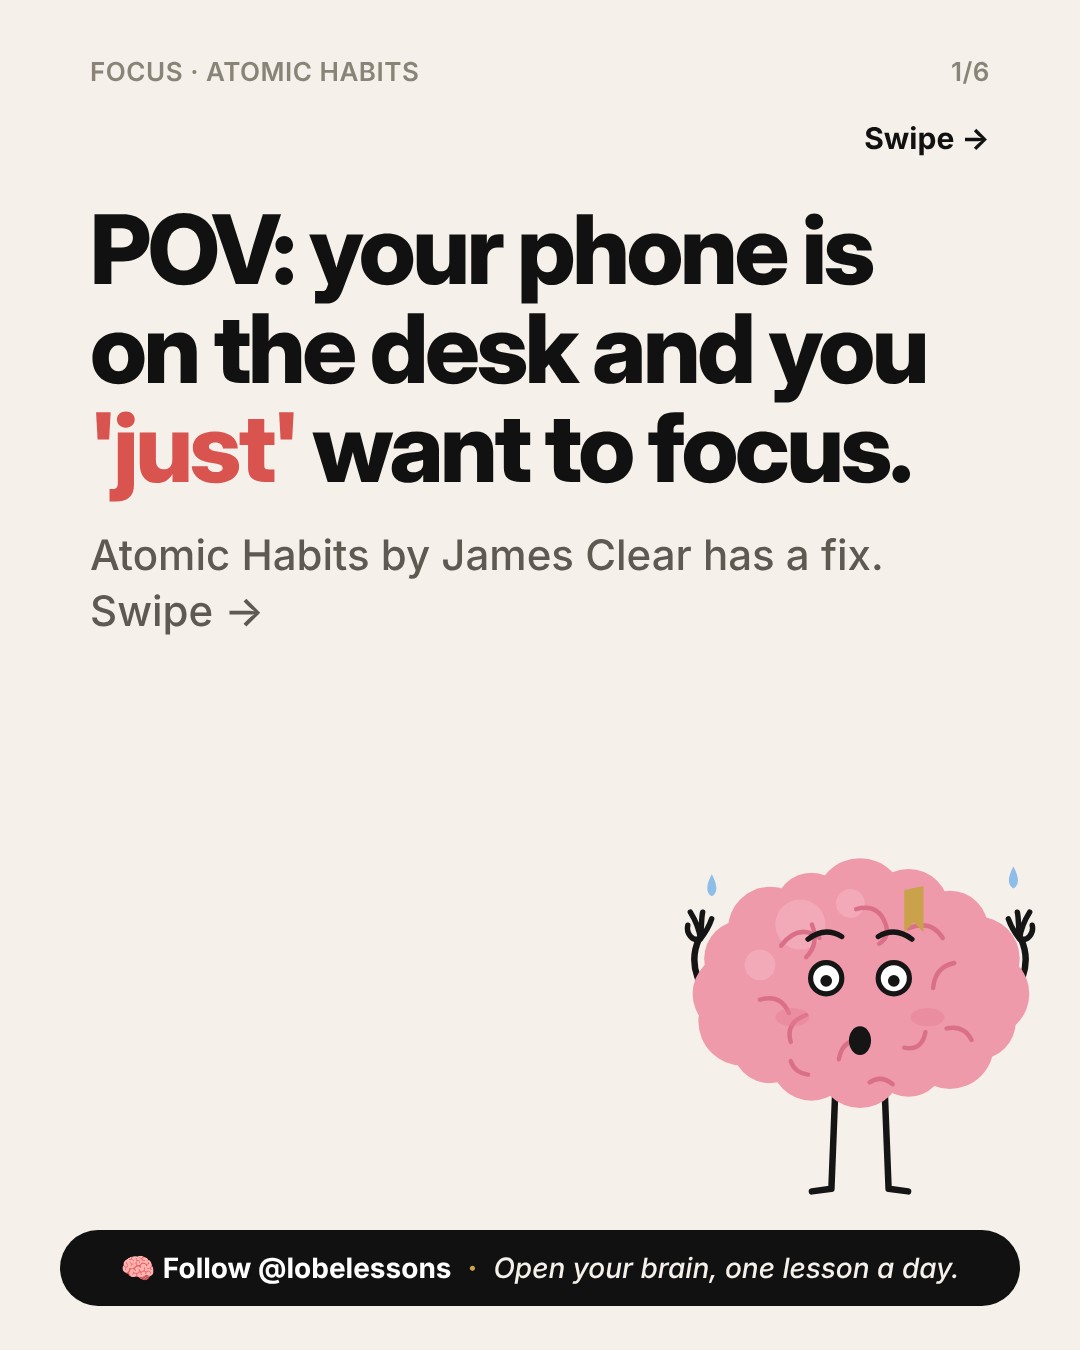 FOCUS · ATOMIC HABITS
1/6
Swipe →
POV: your phone is
on the desk and you
'just' want to focus.
Atomic Habits by James Clear has a fix.
Swipe →
🧠 Follow @lobelessons · Open your brain, one lesson a day.